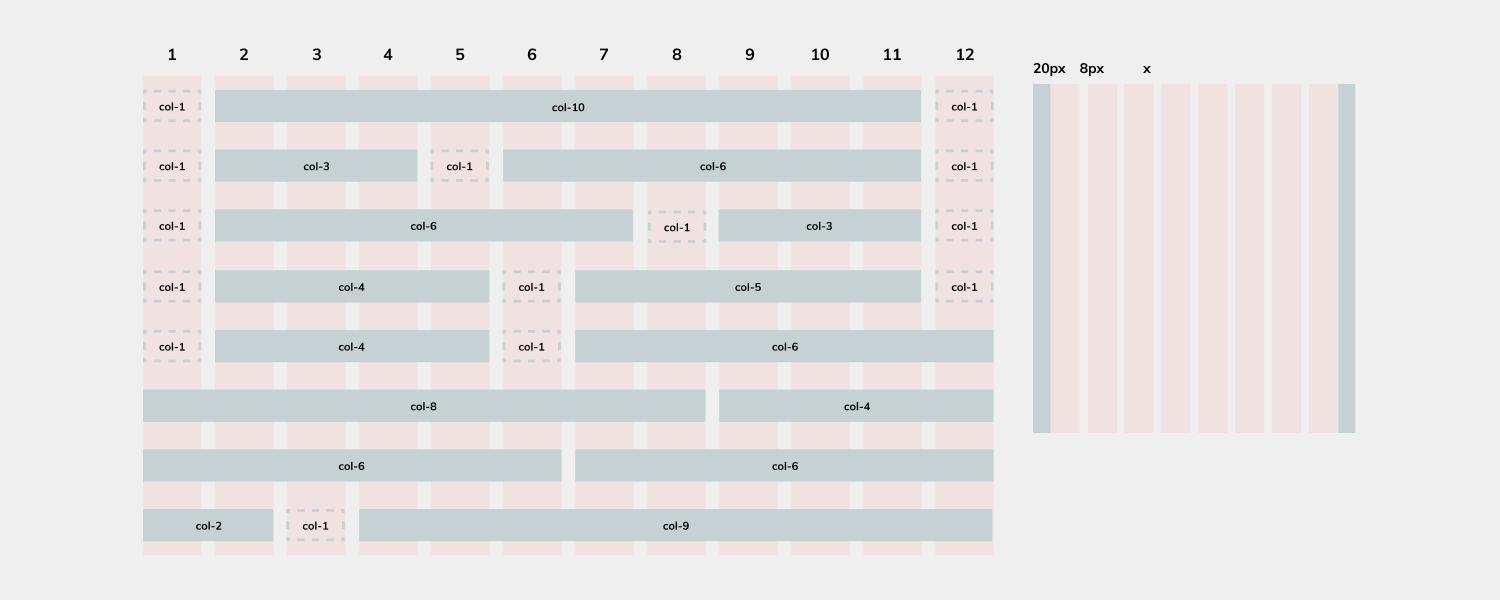 1 2 3 4 5 6 7 8 9 10 11 12
20px 8px x
col-1 col-10 col-1
col-1 col-3 col-1 col-6 col-1
col-1 col-6 col-1 col-3 col-1
col-1 col-4 col-1 col-5 col-1
col-1 col-4 col-1 col-6
col-8 col-4
col-6 col-6
col-2 col-1 col-9